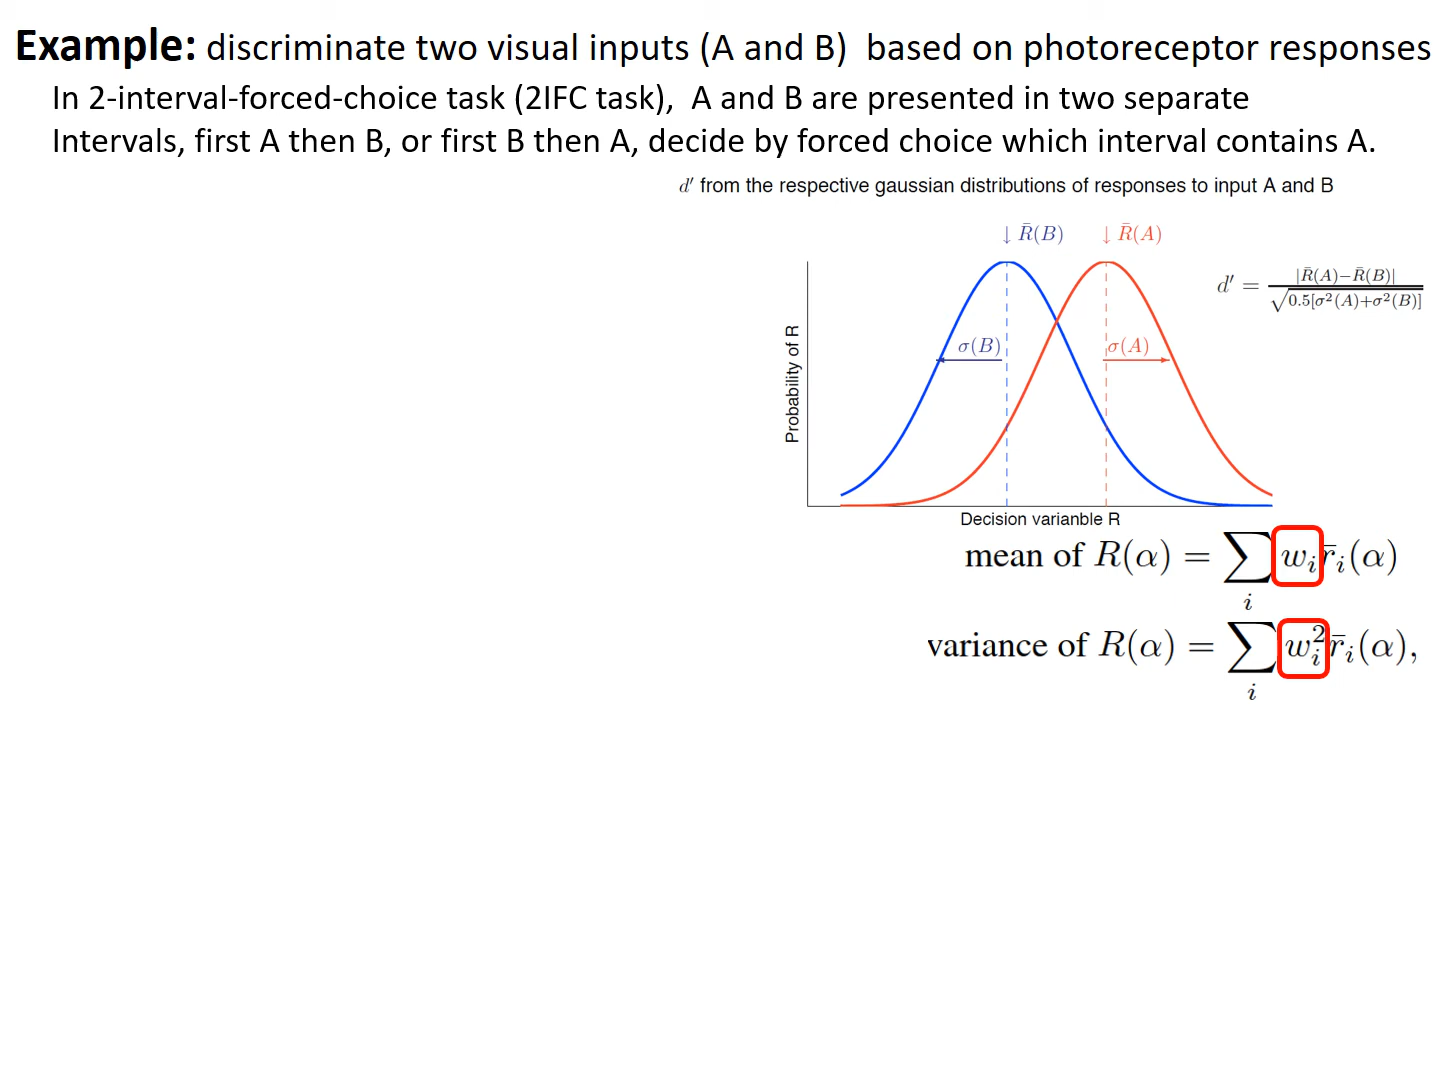 Example: discriminate two visual inputs (A and B) based on photoreceptor responses
In 2-interval-forced-choice task (2IFC task), A and B are presented in two separate
Intervals, first A then B, or first B then A, decide by forced choice which interval contains A.
d′ from the respective gaussian distributions of responses to input A and B
↓ R̄(B) ↓ R̄(A)
d′ = |R̄(A)−R̄(B)| / √0.5[σ²(A)+σ²(B)]
σ(B) σ(A)
Probability of R
Decision varianble R
mean of R(α) = ∑ᵢ wᵢ r̄ᵢ(α)
variance of R(α) = ∑ᵢ wᵢ² r̄ᵢ(α),